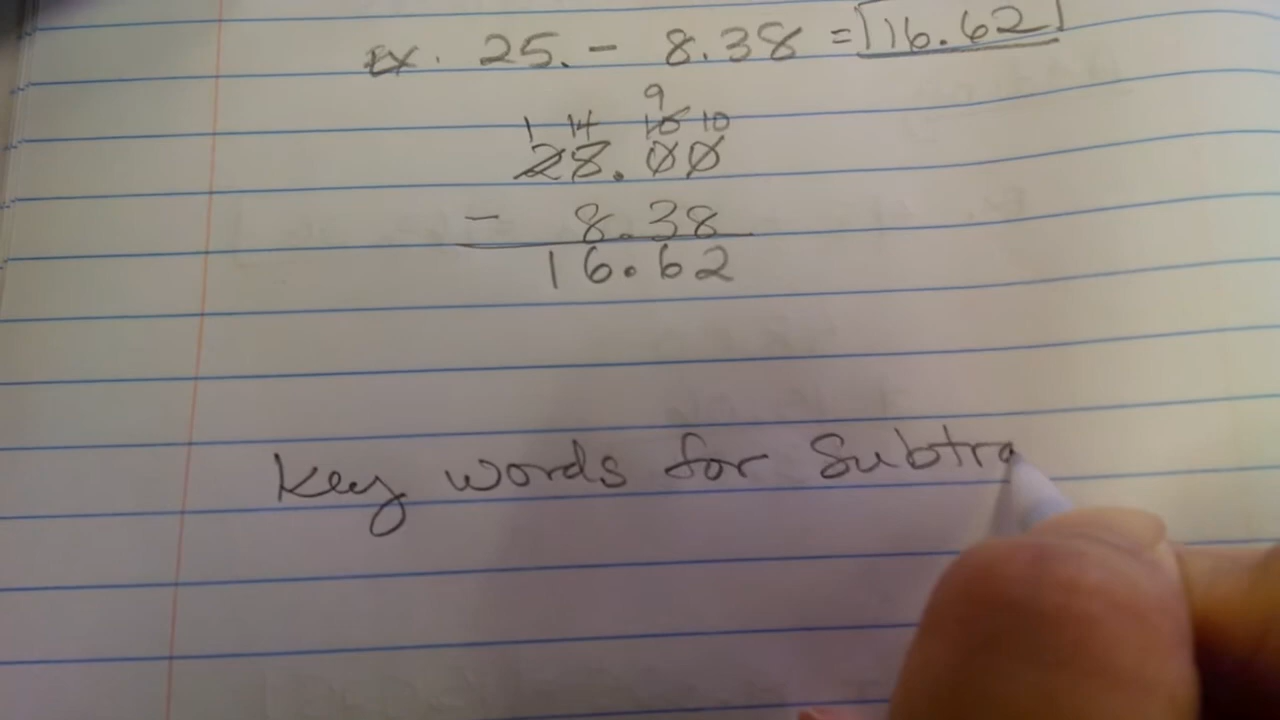 Ex. 25. - 8.38 = 16.62
9
1 14 10 10
25.00
- 8.38
16.62
Key words for Subtra